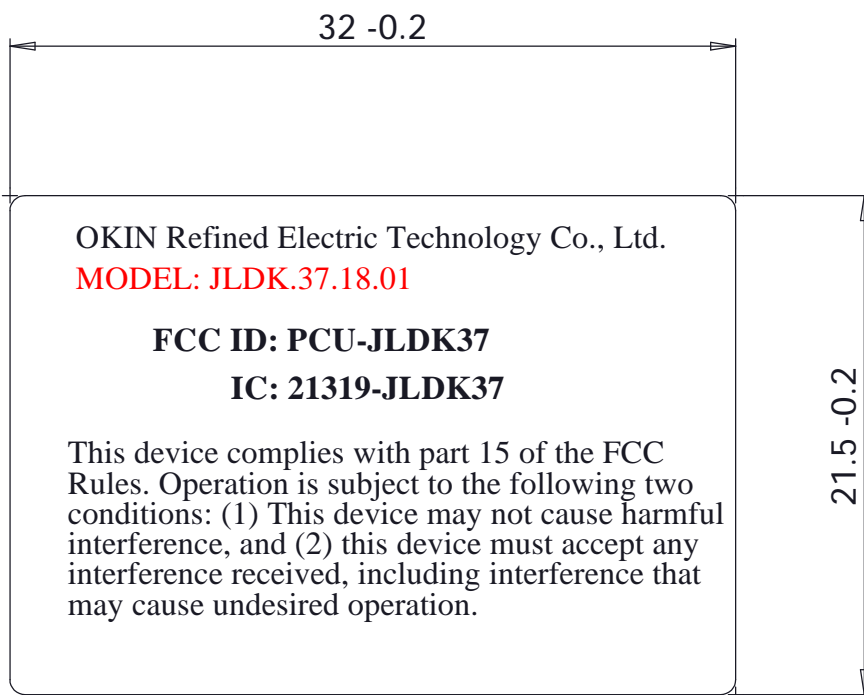 32 -0.2
OKIN Refined Electric Technology Co., Ltd.
MODEL: JLDK.37.18.01
FCC ID: PCU-JLDK37
IC: 21319-JLDK37
21.5 -0.2
This device complies with part 15 of the FCC
Rules. Operation is subject to the following two
conditions: (1) This device may not cause harmful
interference, and (2) this device must accept any
interference received, including interference that
may cause undesired operation.